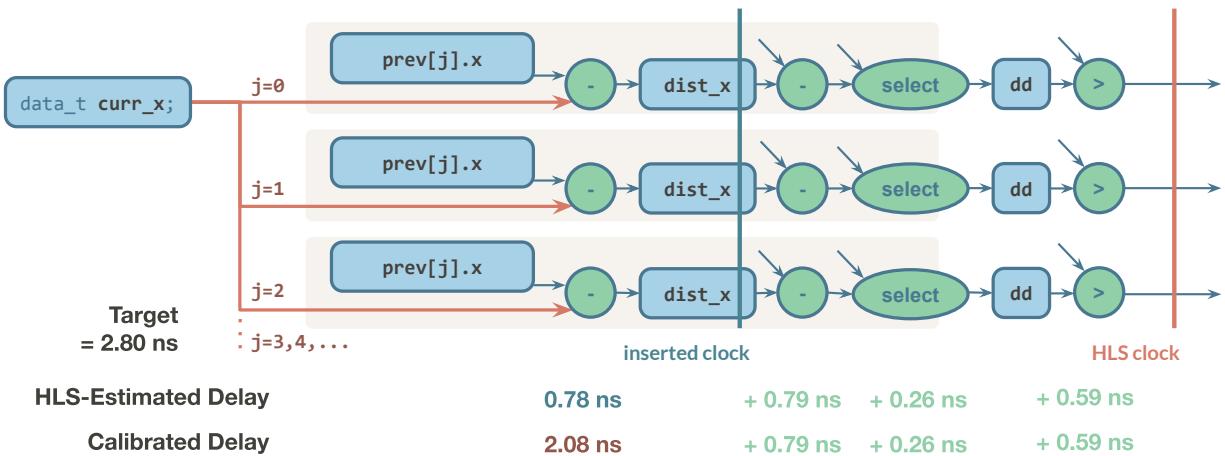 prev[j].x
data_t curr_x;
j=0
-
dist_x
-
select
dd
>
prev[j].x
j=1
-
dist_x
-
select
dd
>
prev[j].x
j=2
-
dist_x
-
select
dd
>
Target
= 2.80 ns
j=3,4,...
inserted clock
HLS clock
HLS-Estimated Delay 0.78 ns + 0.79 ns + 0.26 ns + 0.59 ns
Calibrated Delay 2.08 ns + 0.79 ns + 0.26 ns + 0.59 ns